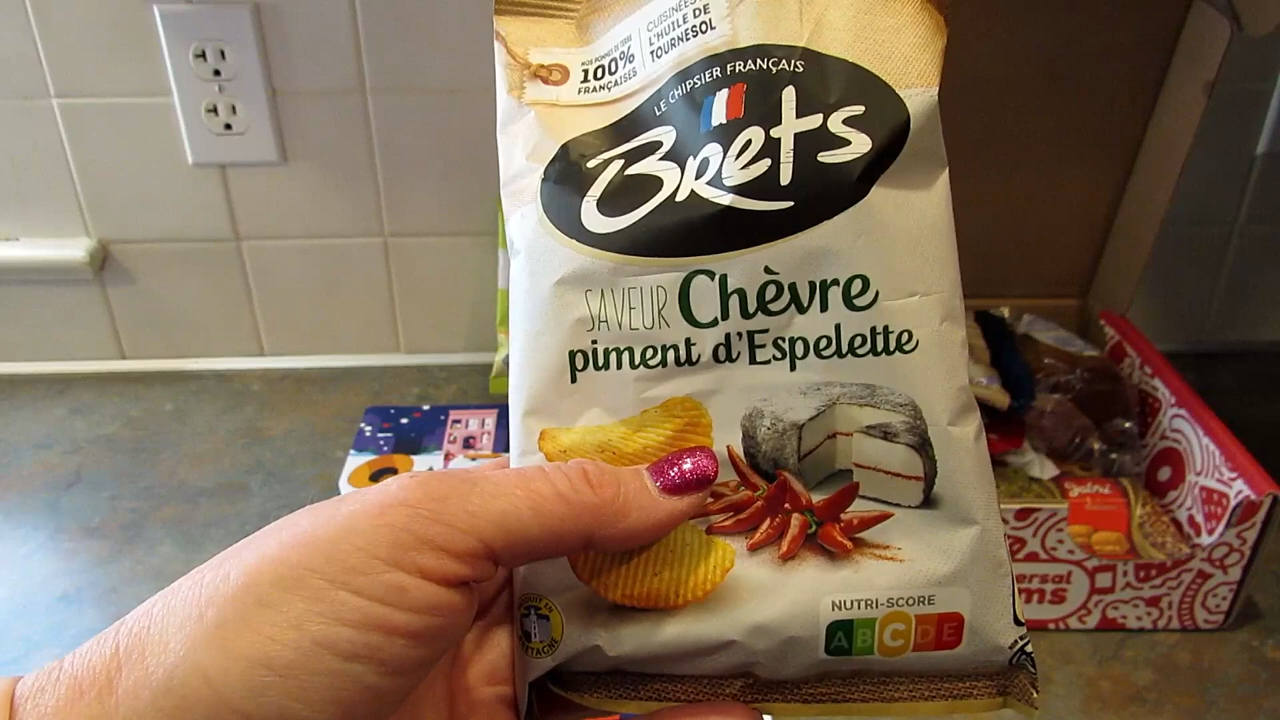 NOS POMMES DE TERRE
100%
FRANÇAISES
CUISINÉES
L'HUILE DE
TOURNESOL
LE CHIPSIER FRANÇAIS
Brets
SAVEUR Chèvre
piment d'Espelette
NUTRI-SCORE
A B C D E